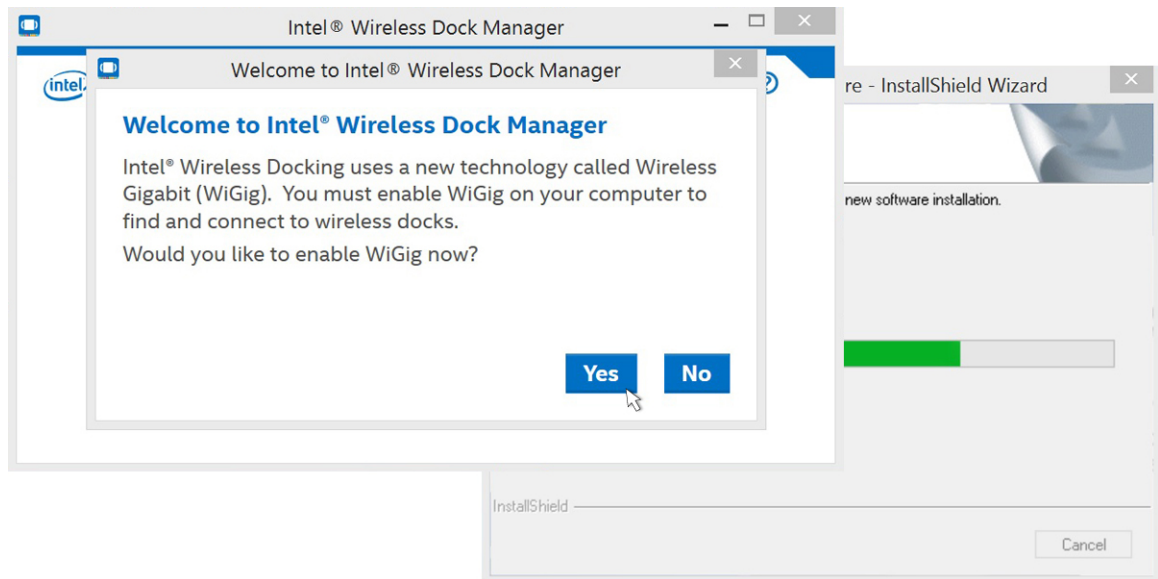 Intel® Wireless Dock Manager
Welcome to Intel® Wireless Dock Manager
intel
?
re - InstallShield Wizard
Welcome to Intel® Wireless Dock Manager
Intel® Wireless Docking uses a new technology called Wireless
Gigabit (WiGig). You must enable WiGig on your computer to
find and connect to wireless docks.
Would you like to enable WiGig now?
Yes
No
new software installation.
InstallShield
Cancel